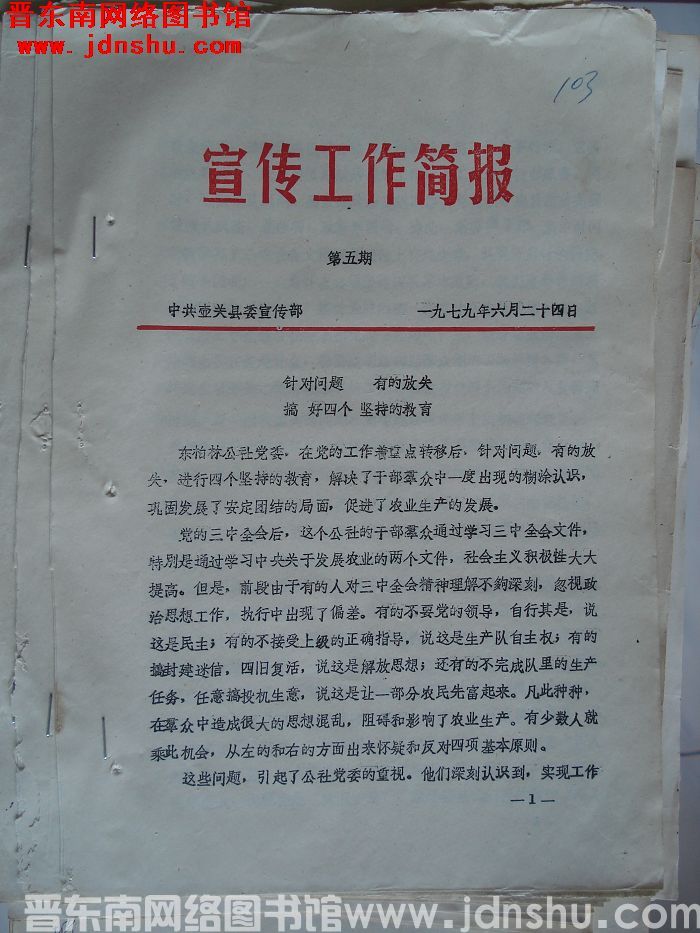 晋东南网络图书馆
www.jdnshu.com
103
宣传工作简报
第五期
中共壶关县委宣传部 一九七九年六月二十四日
针对问题 有的放失
搞 好四个 坚持的教育
东柏林公社党委，在党的工作着重点转移后，针对问题，有的放
失，进行四个坚持的教育，解决了干部群众中一度出现的糊涂认识，
巩固发展了安定团结的局面，促进了农业生产的发展。
党的三中全会后，这个公社的干部群众通过学习三中全会文件，
特别是通过学习中央关于发展农业的两个文件，社会主义积极性大大
提高。但是，前段由于有的人对三中全会精神理解不夠深刻，忽视政
治思想工作，执行中出现了偏差。有的不要党的领导，自行其是，说
这是民主；有的不接受上级的正确指导，说这是生产队自主权；有的
搞封建迷信，四旧复活，说这是解放思想；还有的不完成队里的生产
任务，任意搞投机生意，说这是让一部分农民先富起来。凡此种种，
在羣众中造成很大的思想混乱，阻碍和影响了农业生产。有少数人就
乘此机会，从左的和右的方面出来怀疑和反对四项基本原则。
这些问题，引起了公社党委的重视。他们深刻认识到，实现工作
—1—
晋东南网络图书馆www.jdnshu.com